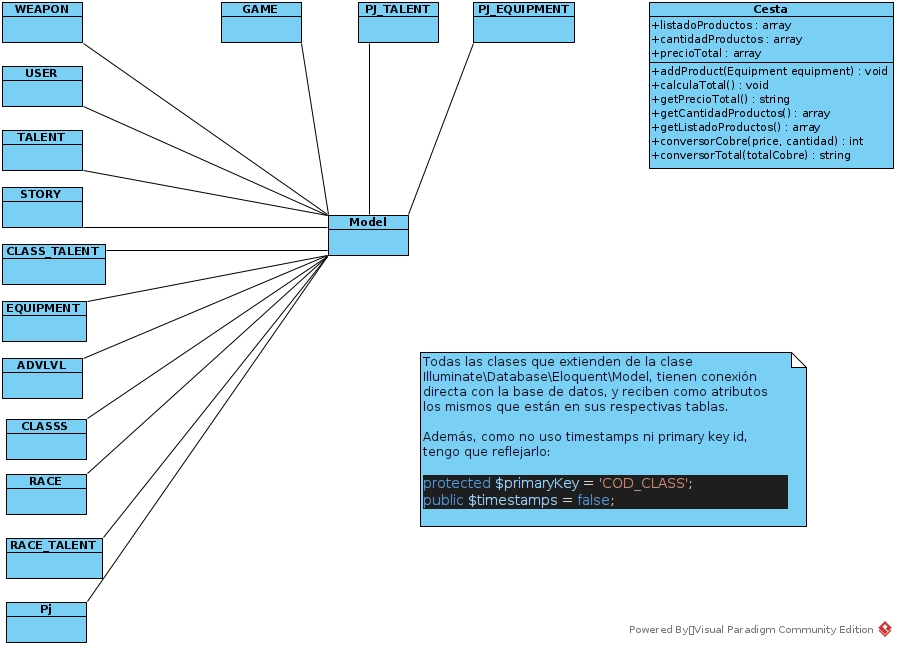 WEAPON
GAME
PJ_TALENT
PJ_EQUIPMENT
Cesta
+listadoProductos : array
+cantidadProductos : array
+precioTotal : array
+addProduct(Equipment equipment) : void
+calculaTotal() : void
+getPrecioTotal() : string
+getCantidadProductos() : array
+getListadoProductos() : array
+conversorCobre(price, cantidad) : int
+conversorTotal(totalCobre) : string
USER
TALENT
STORY
Model
CLASS_TALENT
EQUIPMENT
ADVLVL
CLASSS
RACE
RACE_TALENT
Pj
Todas las clases que extienden de la clase
Illuminate\Database\Eloquent\Model, tienen conexión
directa con la base de datos, y reciben como atributos
los mismos que están en sus respectivas tablas.
Además, como no uso timestamps ni primary key id,
tengo que reflejarlo:
protected $primaryKey = 'COD_CLASS';
public $timestamps = false;
Powered By▯Visual Paradigm Community Edition